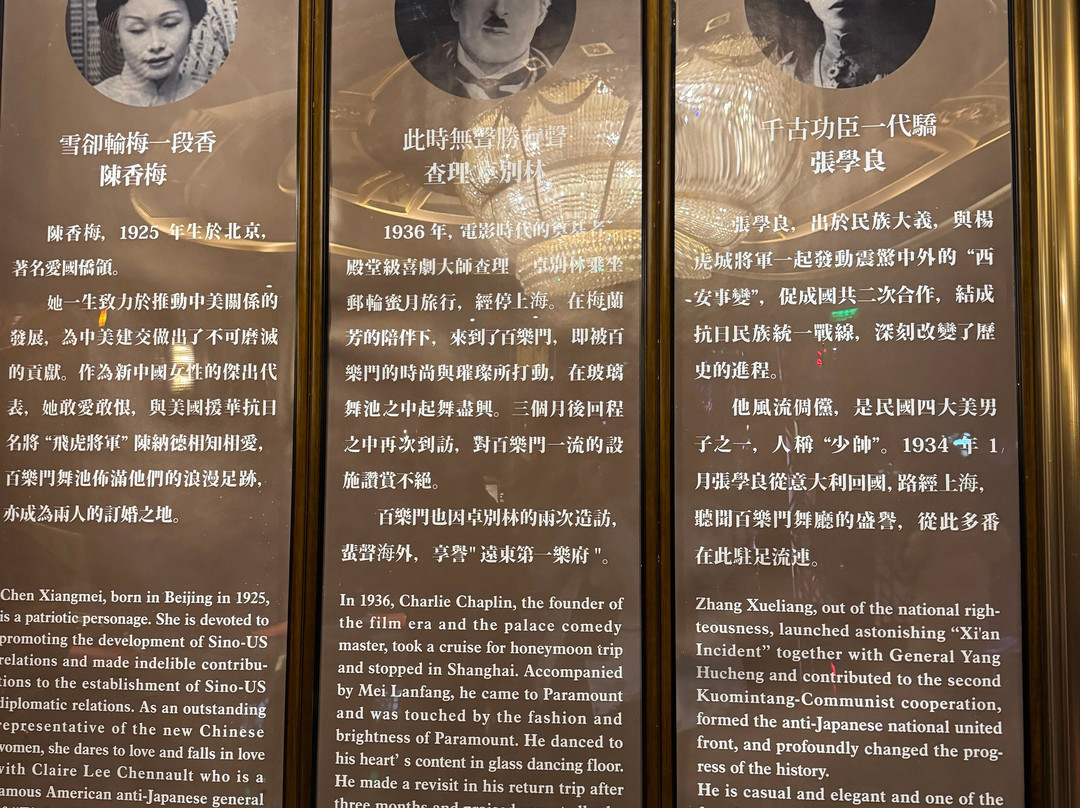 雪卻輸梅一段香
陳香梅
陳香梅，1925 年生於北京，
著名愛國僑領。
她一生致力於推動中美關係的
發展，為中美建交做出了不可磨滅
的貢獻。作為新中國女性的傑出代
表，她敢愛敢恨，與美國援華抗日
名將“飛虎將軍”陳納德相知相愛，
百樂門舞池佈滿他們的浪漫足跡，
亦成為兩人的訂婚之地。
Chen Xiangmei, born in Beijing in 1925,
is a patriotic personage. She is devoted to
promoting the development of Sino-US
relations and made indelible contribu-
tions to the establishment of Sino-US
diplomatic relations. As an outstanding
representative of the new Chinese
women, she dares to love and falls in love
with Claire Lee Chennault who is a
famous American anti-Japanese general
此時無聲勝有聲
查理 卓別林
1936 年，電影時代的奠基者，
殿堂級喜劇大師查理 卓別林乘坐
郵輪蜜月旅行，經停上海。在梅蘭
芳的陪伴下，來到了百樂門，即被百
樂門的時尚與璀璨所打動，在玻璃
舞池之中起舞盡興。三個月後回程
之中再次到訪，對百樂門一流的設
施讚賞不絕。
百樂門也因卓別林的兩次造訪，
蜚聲海外，享譽"遠東第一樂府"。
In 1936, Charlie Chaplin, the founder of
the film era and the palace comedy
master, took a cruise for honeymoon trip
and stopped in Shanghai. Accompanied
by Mei Lanfang, he came to Paramount
and was touched by the fashion and
brightness of Paramount. He danced to
his heart’s content in glass dancing floor.
He made a revisit in his return trip after
three months and
千古功臣一代驕
張學良
張學良，出於民族大義，與楊
虎城將軍一起發動震驚中外的“西
安事變”，促成國共二次合作，結成
抗日民族統一戰線，深刻改變了歷
史的進程。
他風流倜儻，是民國四大美男
子之一，人稱“少帥”。1934 年 1
月張學良從意大利回國，路經上海，
聽聞百樂門舞廳的盛譽，從此多番
在此駐足流連。
Zhang Xueliang, out of the national righ-
teousness, launched astonishing “Xi'an
Incident” together with General Yang
Hucheng and contributed to the second
Kuomintang-Communist cooperation,
formed the anti-Japanese national united
front, and profoundly changed the prog-
ress of the history.
He is casual and elegant and one of the